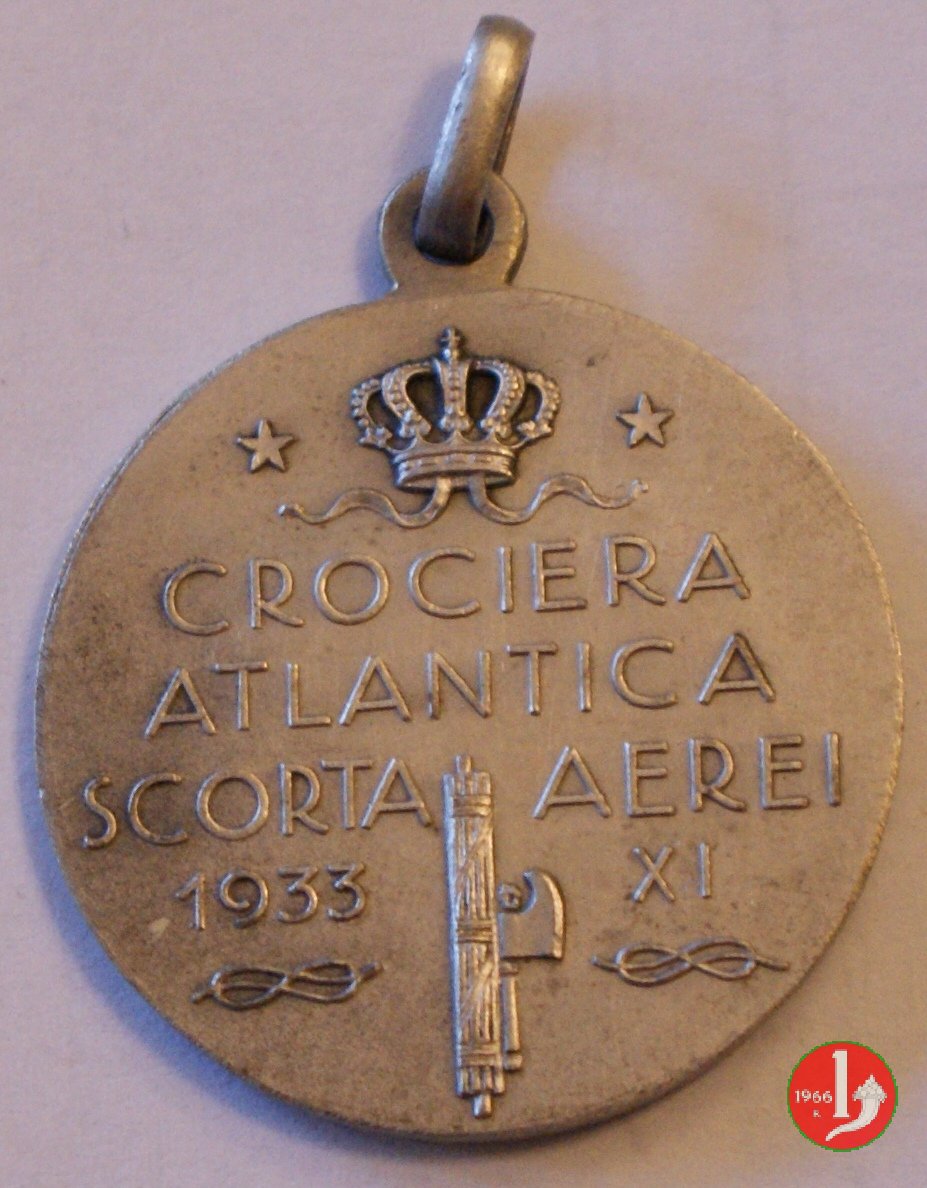 CROCIERA
ATLANTICA
SCORTA AEREI
1933 XI
1966
R